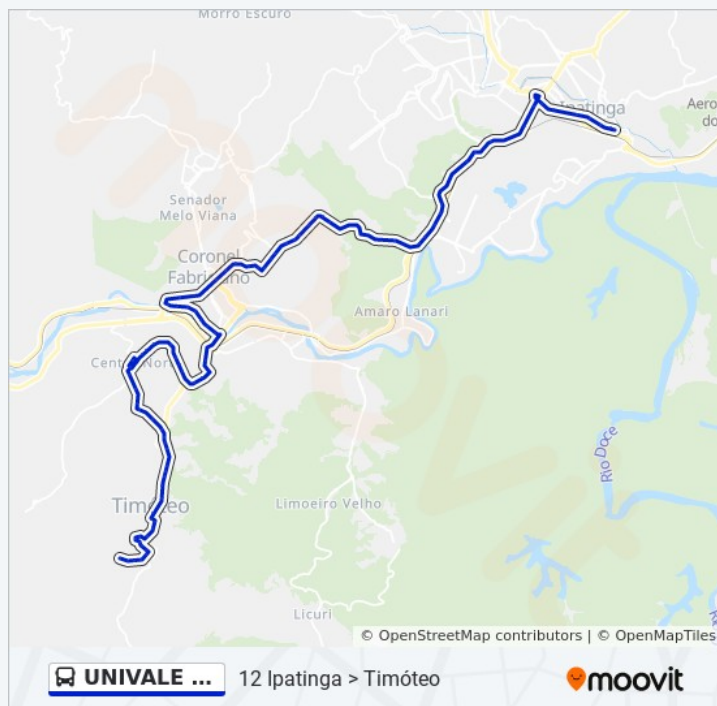 Morro Escuro
Ipatinga
Aero
do
Senador
Melo Viana
Coronel
Fabriciano
Amaro Lanari
Centro Norte
Rio Doce
Timóteo
Limoeiro Velho
Licuri
© OpenStreetMap contributors | © OpenMapTiles
UNIVALE ...
12 Ipatinga > Timóteo
moovit